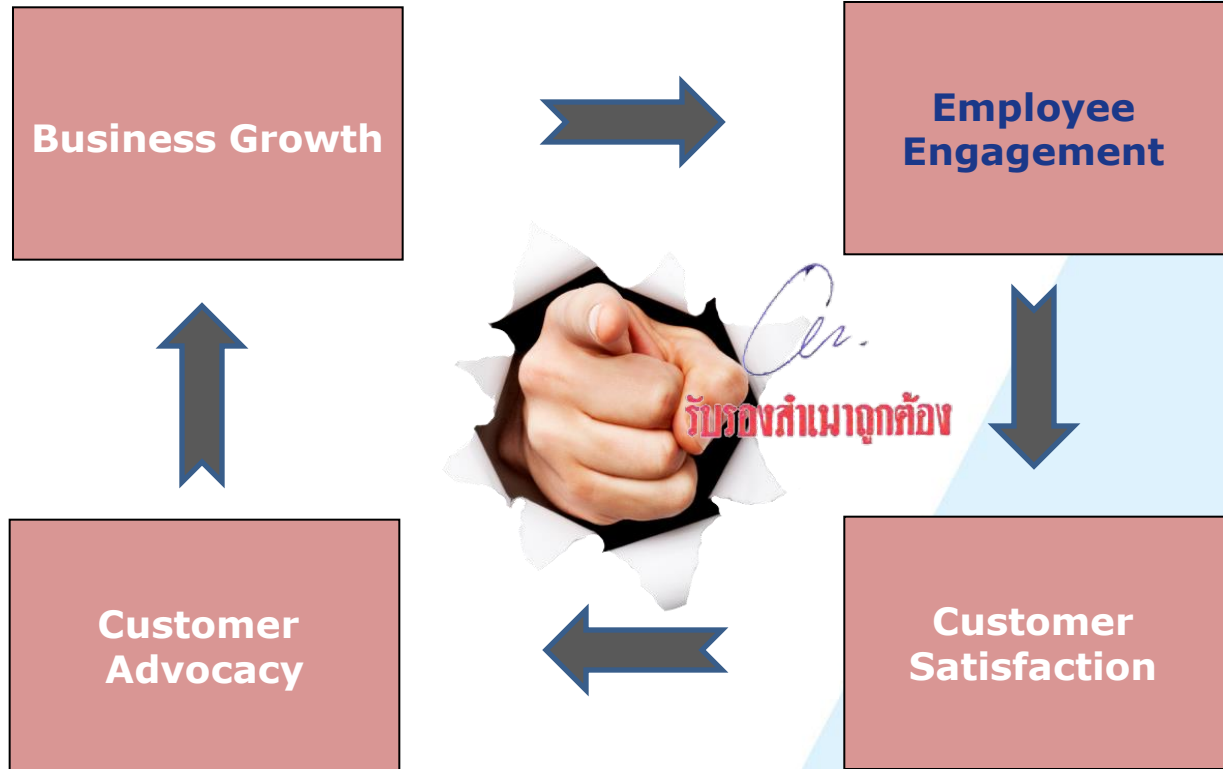 Business Growth
Employee
Engagement
รับรองสำเนาถูกต้อง
Customer
Advocacy
Customer
Satisfaction